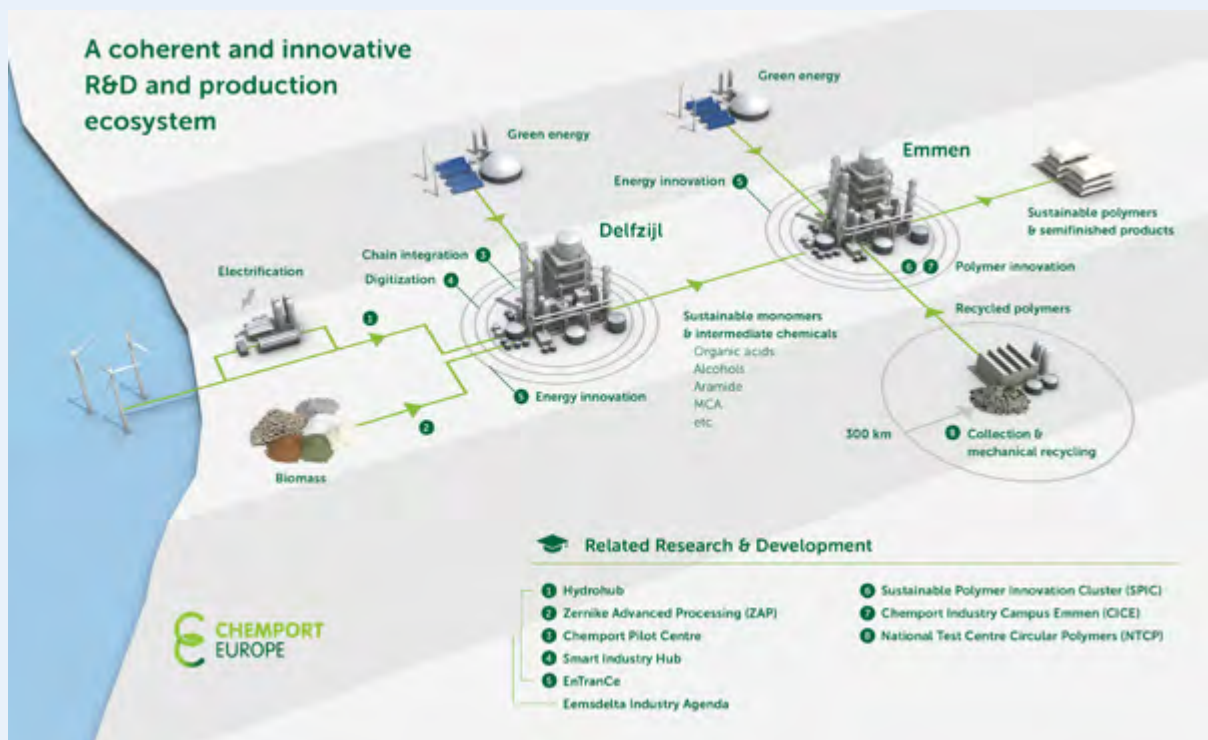 A coherent and innovative
R&D and production
ecosystem
Green energy
Green energy
Emmen
Energy innovation 5
Sustainable polymers
& semifinished products
Delfzijl
Chain integration 3
Digitization 4
6 7 Polymer innovation
Electrification
1
Recycled polymers
Sustainable monomers
& intermediate chemicals
Organic acids
Alcohols
Aramide
MCA
etc
5 Energy innovation
2
Biomass
300 km
8 Collection &
mechanical recycling
Related Research & Development
1 Hydrohub
2 Zernike Advanced Processing (ZAP)
3 Chemport Pilot Centre
4 Smart Industry Hub
5 EnTranCe
Eemsdelta Industry Agenda
6 Sustainable Polymer Innovation Cluster (SPIC)
7 Chemport Industry Campus Emmen (CICE)
8 National Test Centre Circular Polymers (NTCP)
CHEMPORT
EUROPE